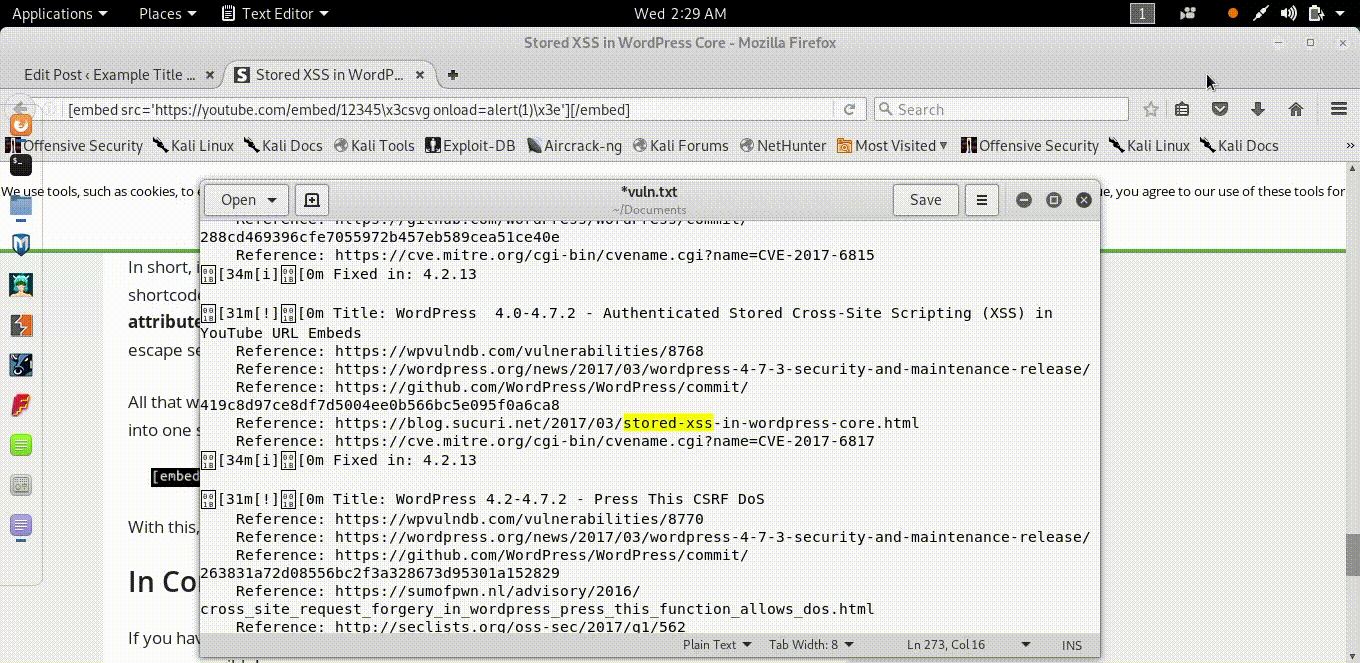 Applications Places Text Editor Wed 2:29 AM 1
Stored XSS in WordPress Core - Mozilla Firefox
Edit Post ‹ Example Title ... × S Stored XSS in WordP... ×
[embed src='https://youtube.com/embed/12345\x3csvg onload=alert(1)\x3e'][/embed] Search
Offensive Security Kali Linux Kali Docs Kali Tools Exploit-DB Aircrack-ng Kali Forums NetHunter Most Visited Offensive Security Kali Linux Kali Docs »
We use tools, such as cookies, to e, you agree to our use of these tools for
Open *vuln.txt Save
~/Documents
Reference: https://github.com/WordPress/WordPress/commit/
288cd469396cfe7055972b457eb589cea51ce40e
Reference: https://cve.mitre.org/cgi-bin/cvename.cgi?name=CVE-2017-6815
[34m[i][0m Fixed in: 4.2.13
[31m[!][0m Title: WordPress  4.0-4.7.2 - Authenticated Stored Cross-Site Scripting (XSS) in
YouTube URL Embeds
Reference: https://wpvulndb.com/vulnerabilities/8768
Reference: https://wordpress.org/news/2017/03/wordpress-4-7-3-security-and-maintenance-release/
Reference: https://github.com/WordPress/WordPress/commit/
419c8d97ce8df7d5004ee0b566bc5e095f0a6ca8
Reference: https://blog.sucuri.net/2017/03/stored-xss-in-wordpress-core.html
Reference: https://cve.mitre.org/cgi-bin/cvename.cgi?name=CVE-2017-6817
[34m[i][0m Fixed in: 4.2.13
[31m[!][0m Title: WordPress 4.2-4.7.2 - Press This CSRF DoS
Reference: https://wpvulndb.com/vulnerabilities/8770
Reference: https://wordpress.org/news/2017/03/wordpress-4-7-3-security-and-maintenance-release/
Reference: https://github.com/WordPress/WordPress/commit/
263831a72d08556bc2f3a328673d95301a152829
Reference: https://sumofpwn.nl/advisory/2016/
cross_site_request_forgery_in_wordpress_press_this_function_allows_dos.html
Reference: http://seclists.org/oss-sec/2017/q1/562
Plain Text Tab Width: 8 Ln 273, Col 16 INS
In short, i
shortcod
attribute
escape se
All that w
into one s
[embed
With this,
In Co
If you hav